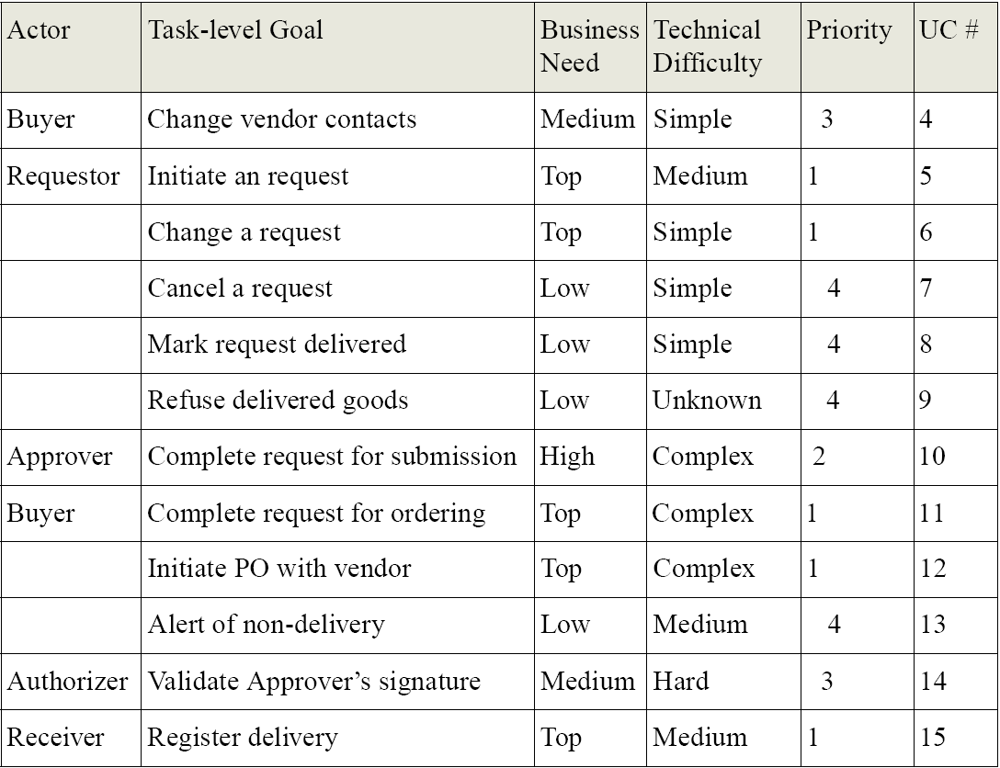 Actor Task-level Goal Business Need Technical Difficulty Priority UC #
Buyer Change vendor contacts Medium Simple 3 4
Requestor Initiate an request Top Medium 1 5
Change a request Top Simple 1 6
Cancel a request Low Simple 4 7
Mark request delivered Low Simple 4 8
Refuse delivered goods Low Unknown 4 9
Approver Complete request for submission High Complex 2 10
Buyer Complete request for ordering Top Complex 1 11
Initiate PO with vendor Top Complex 1 12
Alert of non-delivery Low Medium 4 13
Authorizer Validate Approver’s signature Medium Hard 3 14
Receiver Register delivery Top Medium 1 15